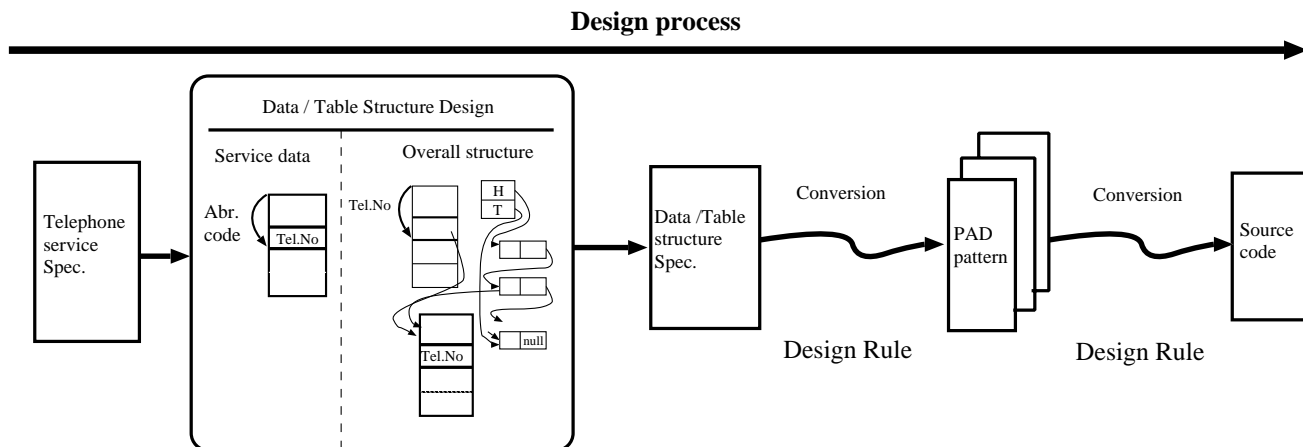 Design process
Data / Table Structure Design
Service data
Overall structure
Telephone
service
Spec.
Abr.
code
Tel.No
Tel.No
H
T
null
Tel.No
Data /Table
structure
Spec.
Conversion
Design Rule
PAD
pattern
Conversion
Design Rule
Source
code